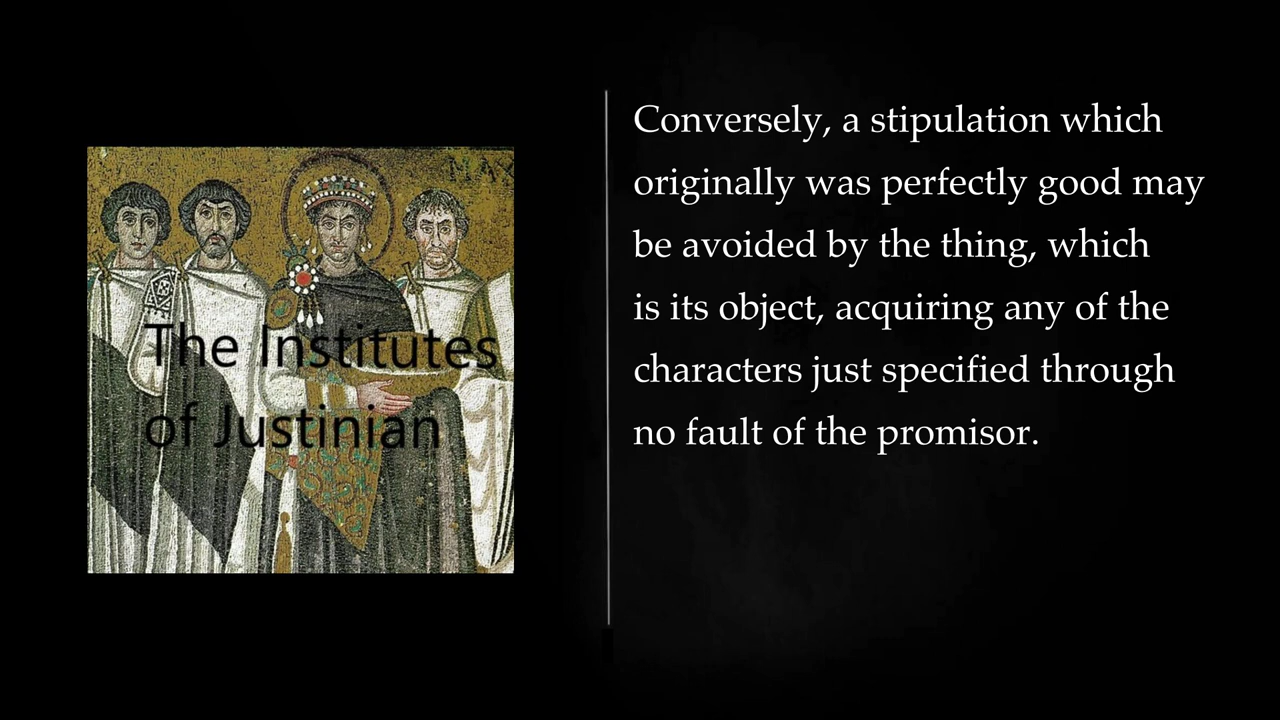 MAX
The Institutes
of Justinian
Conversely, a stipulation which
originally was perfectly good may
be avoided by the thing, which
is its object, acquiring any of the
characters just specified through
no fault of the promisor.